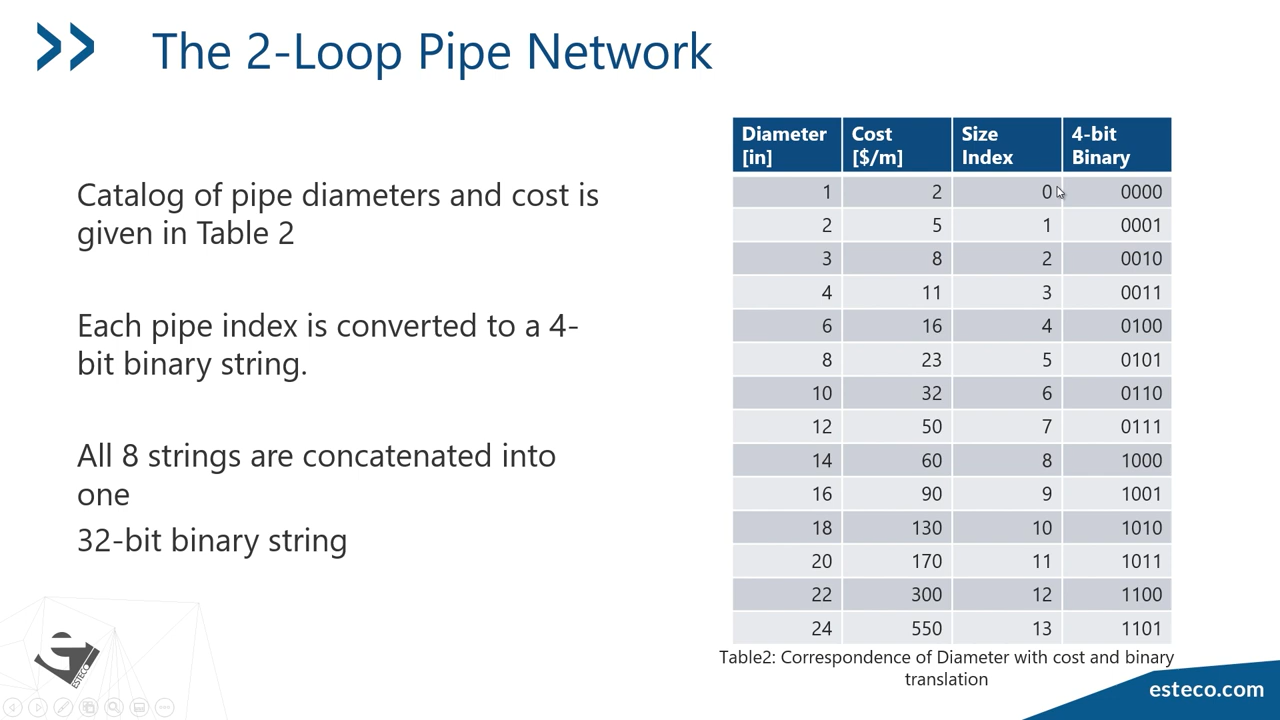 The 2-Loop Pipe Network
Catalog of pipe diameters and cost is
given in Table 2
Each pipe index is converted to a 4-
bit binary string.
All 8 strings are concatenated into
one
32-bit binary string
Diameter [in] Cost [$/m] Size Index 4-bit Binary
1 2 0 0000
2 5 1 0001
3 8 2 0010
4 11 3 0011
6 16 4 0100
8 23 5 0101
10 32 6 0110
12 50 7 0111
14 60 8 1000
16 90 9 1001
18 130 10 1010
20 170 11 1011
22 300 12 1100
24 550 13 1101
Table2: Correspondence of Diameter with cost and binary
translation
ESTECO
esteco.com